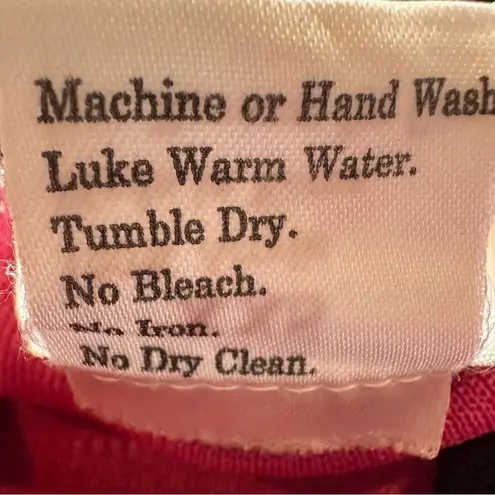 Machine or Hand Wash
Luke Warm Water.
Tumble Dry.
No Bleach.
No Iron.
No Dry Clean.